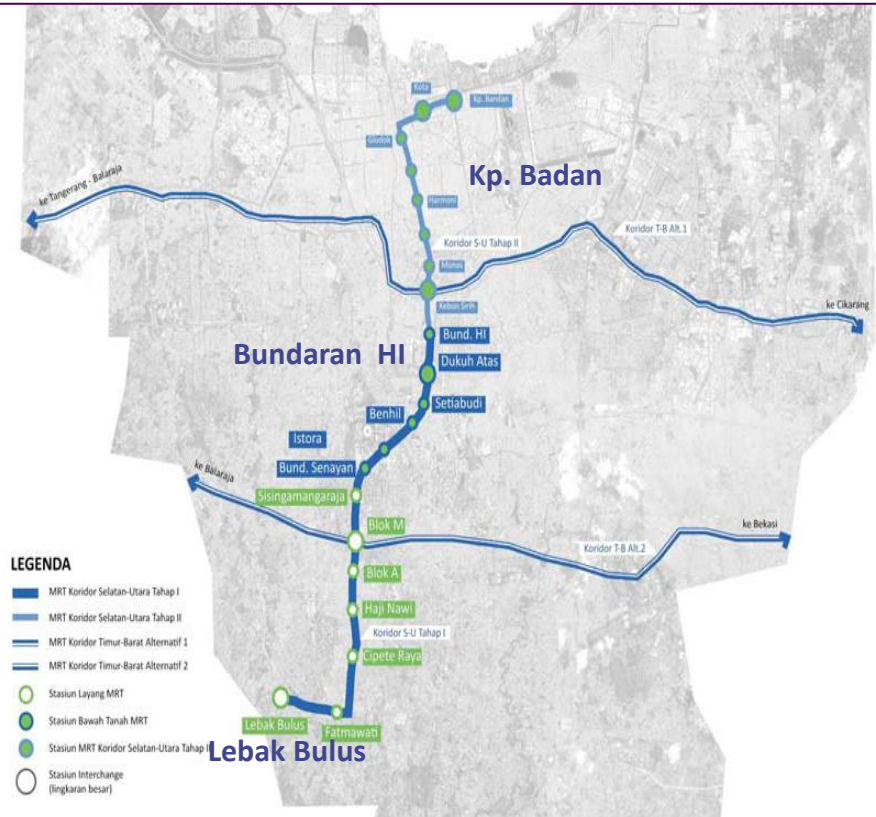 Kota
Kp. Bandan
Glodok
Kp. Badan
ke Tangerang - Balaraja
Harmoni
Koridor S-U Tahap II
Koridor T-B Alt.1
Monas
ke Cikarang
Kebon Sirih
Bund. HI
Bundaran HI
Dukuh Atas
Setiabudi
Benhil
Istora
Bund. Senayan
ke Balaraja
Sisingamangaraja
Blok M
ke Bekasi
Koridor T-B Alt.2
Blok A
Haji Nawi
Koridor S-U Tahap I
Cipete Raya
Lebak Bulus
Fatmawati
Lebak Bulus
LEGENDA
MRT Koridor Selatan-Utara Tahap I
MRT Koridor Selatan-Utara Tahap II
MRT Koridor Timur-Barat Alternatif 1
MRT Koridor Timur-Barat Alternatif 2
Stasiun Layang MRT
Stasiun Bawah Tanah MRT
Stasiun MRT Koridor Selatan-Utara Tahap II
Stasiun Interchange
(lingkaran besar)